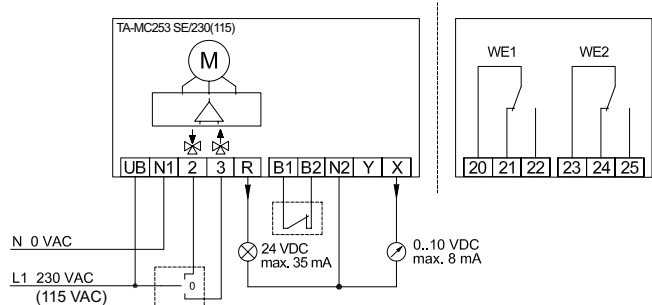 TA-MC253 SE/230(115)
M
UB N1 2 3 R B1 B2 N2 Y X
WE1 WE2
20 21 22 23 24 25
N 0 VAC
L1 230 VAC
(115 VAC)
0
24 VDC
max. 35 mA
0..10 VDC
max. 8 mA